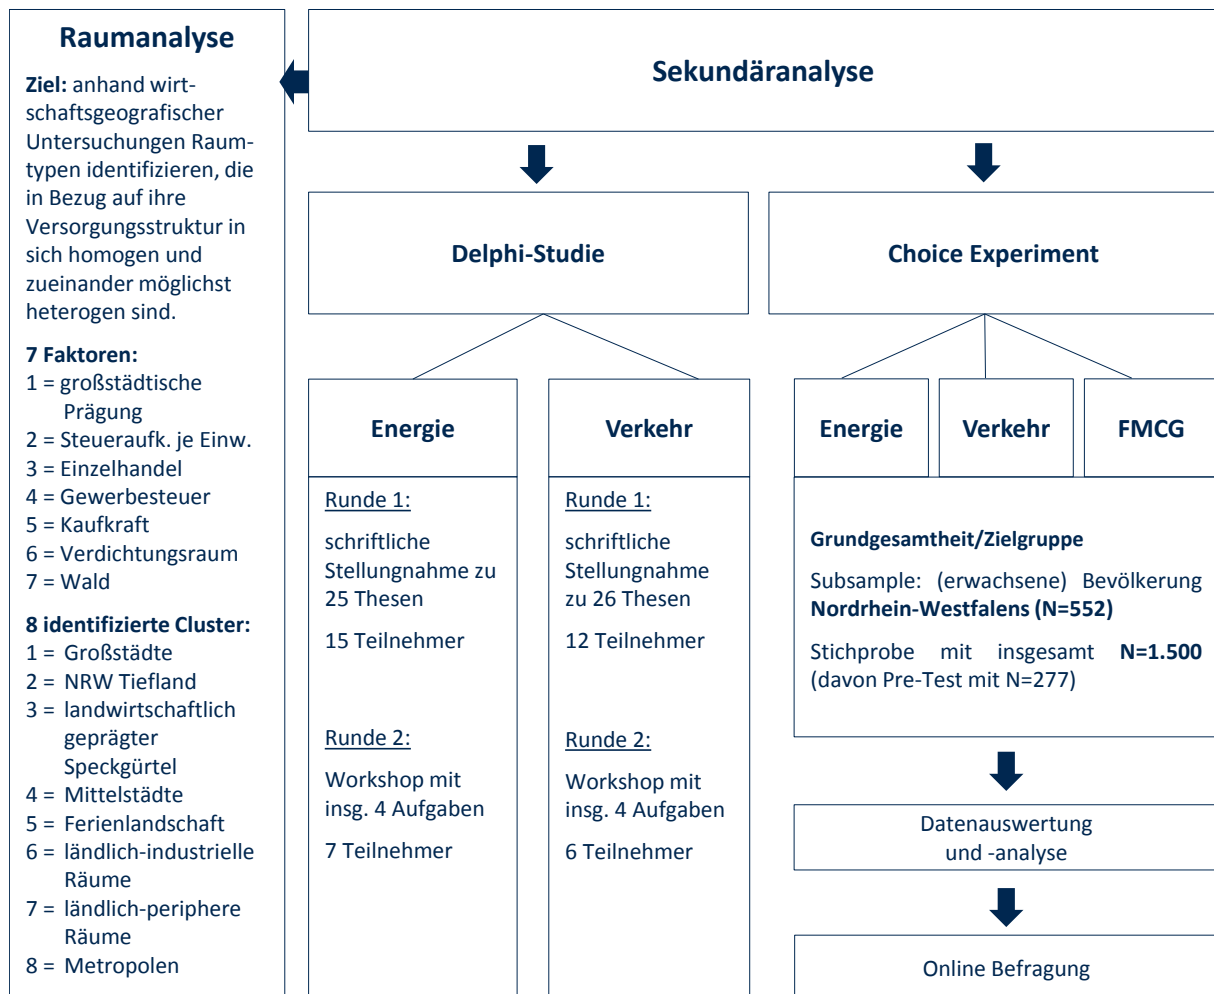 Raumanalyse
Ziel: anhand wirt-
schaftsgeografischer
Untersuchungen Raum-
typen identifizieren, die
in Bezug auf ihre
Versorgungsstruktur in
sich homogen und
zueinander möglichst
heterogen sind.
7 Faktoren:
1 = großstädtische
Prägung
2 = Steueraufk. je Einw.
3 = Einzelhandel
4 = Gewerbesteuer
5 = Kaufkraft
6 = Verdichtungsraum
7 = Wald
8 identifizierte Cluster:
1 = Großstädte
2 = NRW Tiefland
3 = landwirtschaftlich
geprägter
Speckgürtel
4 = Mittelstädte
5 = Ferienlandschaft
6 = ländlich-industrielle
Räume
7 = ländlich-periphere
Räume
8 = Metropolen
Sekundäranalyse
Delphi-Studie
Energie
Runde 1:
schriftliche
Stellungnahme zu
25 Thesen
15 Teilnehmer
Runde 2:
Workshop mit
insg. 4 Aufgaben
7 Teilnehmer
Verkehr
Runde 1:
schriftliche
Stellungnahme
zu 26 Thesen
12 Teilnehmer
Runde 2:
Workshop mit
insg. 4 Aufgaben
6 Teilnehmer
Choice Experiment
Energie
Verkehr
FMCG
Grundgesamtheit/Zielgruppe
Subsample: (erwachsene) Bevölkerung
Nordrhein-Westfalens (N=552)
Stichprobe mit insgesamt N=1.500
(davon Pre-Test mit N=277)
Datenauswertung
und -analyse
Online Befragung